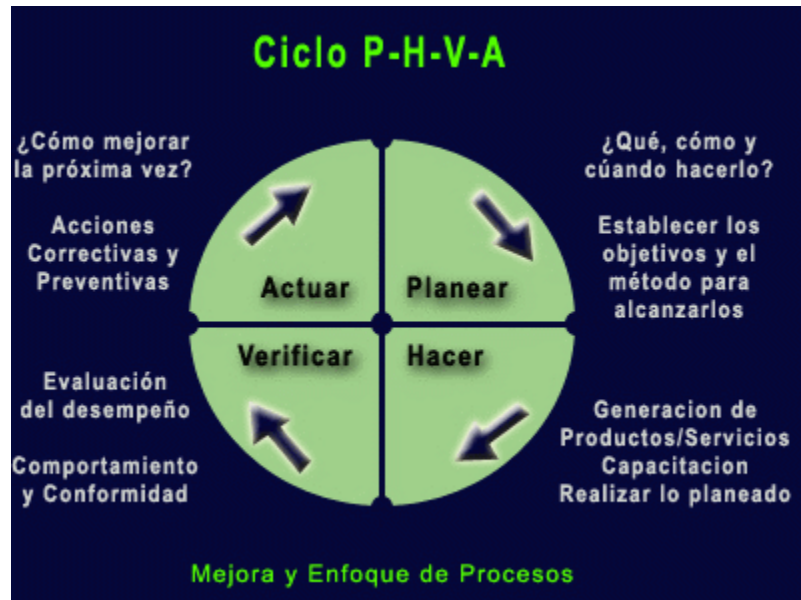 Ciclo P-H-V-A
¿Cómo mejorar
la próxima vez?
Acciones
Correctivas y
Preventivas
¿Qué, cómo y
cúando hacerlo?
Establecer los
objetivos y el
método para
alcanzarlos
Actuar
Planear
Verificar
Hacer
Evaluación
del desempeño
Comportamiento
y Conformidad
Generacion de
Productos/Servicios
Capacitacion
Realizar lo planeado
Mejora y Enfoque de Procesos